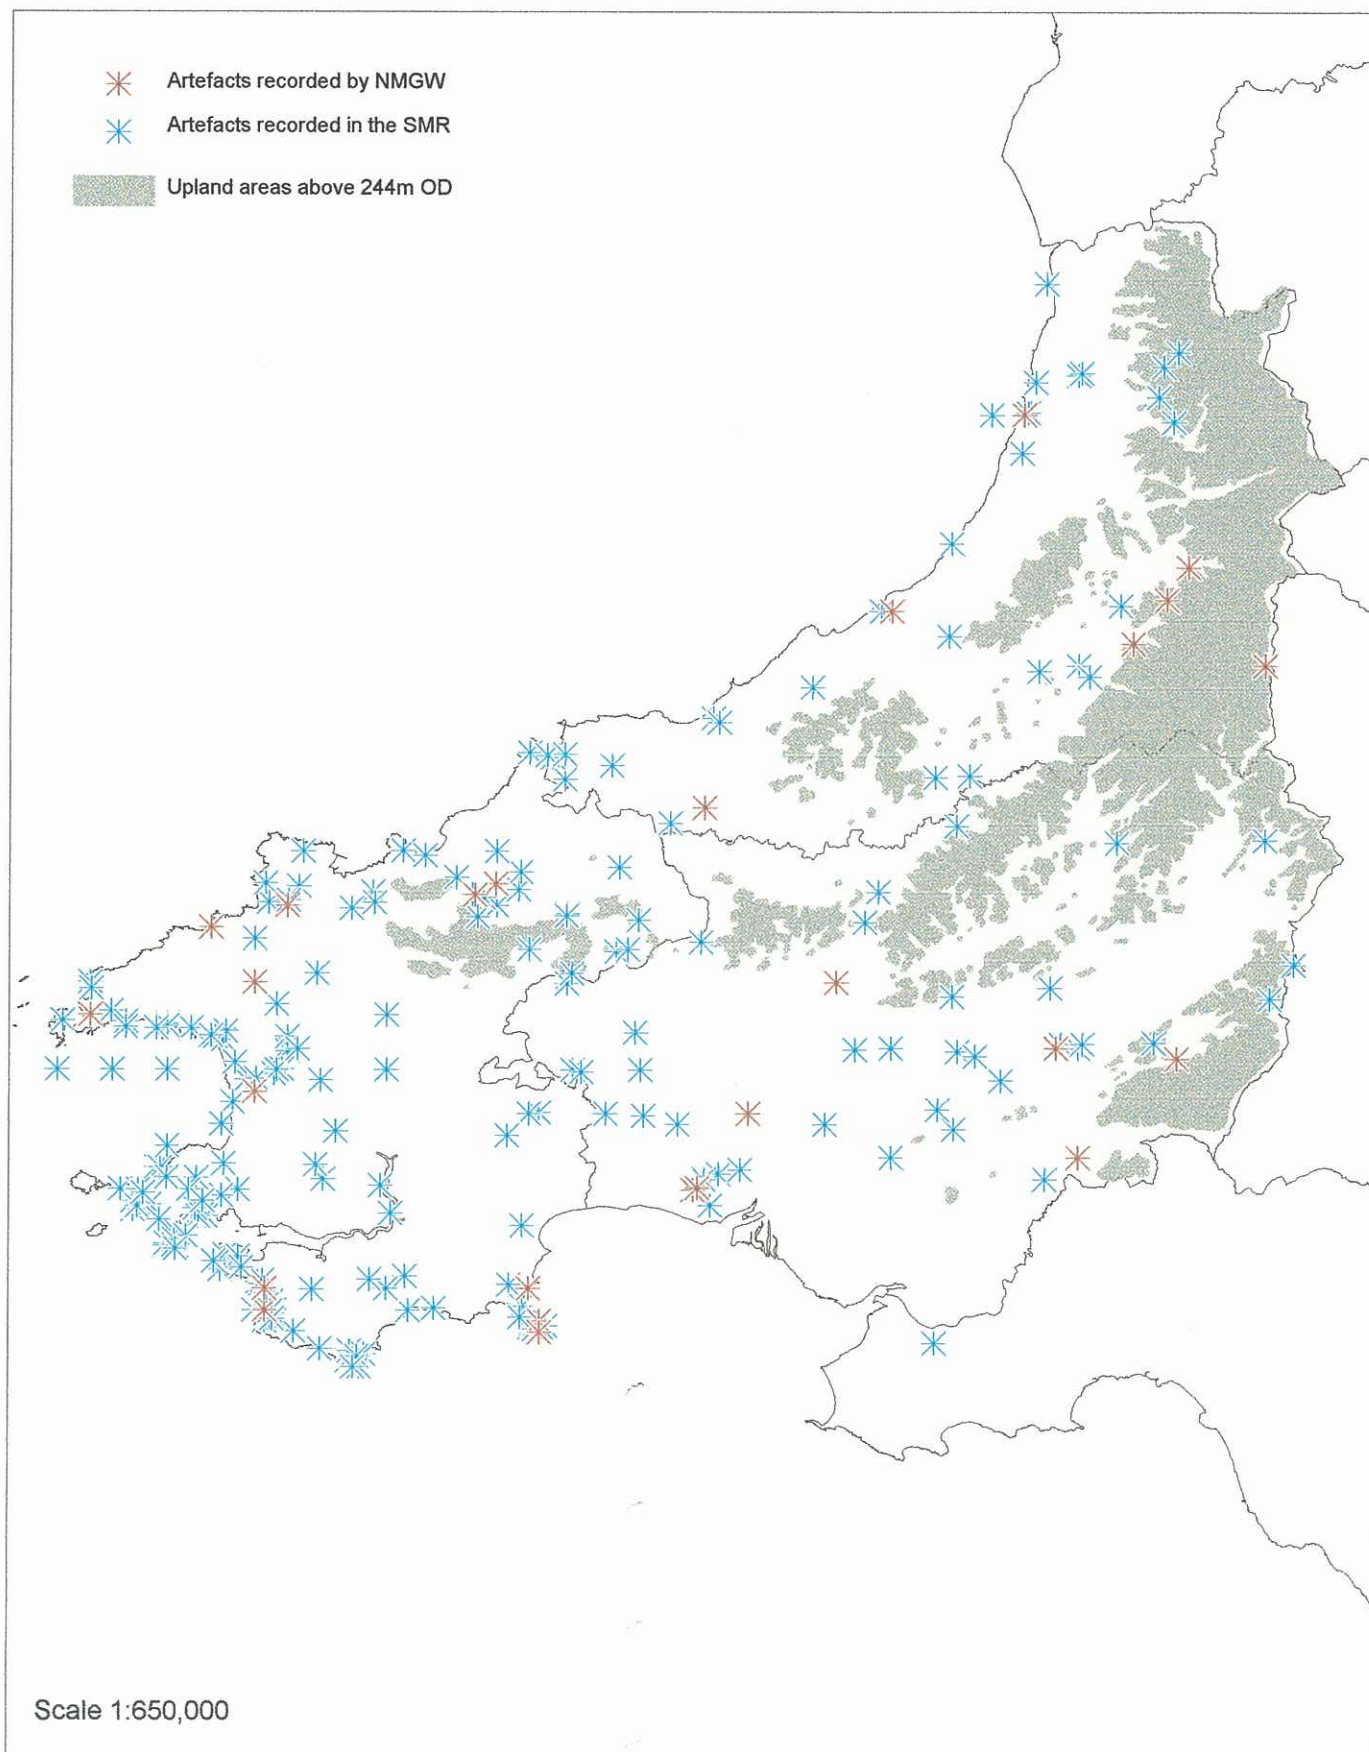 Artefacts recorded by NMGW
Artefacts recorded in the SMR
Upland areas above 244m OD
Scale 1:650,000